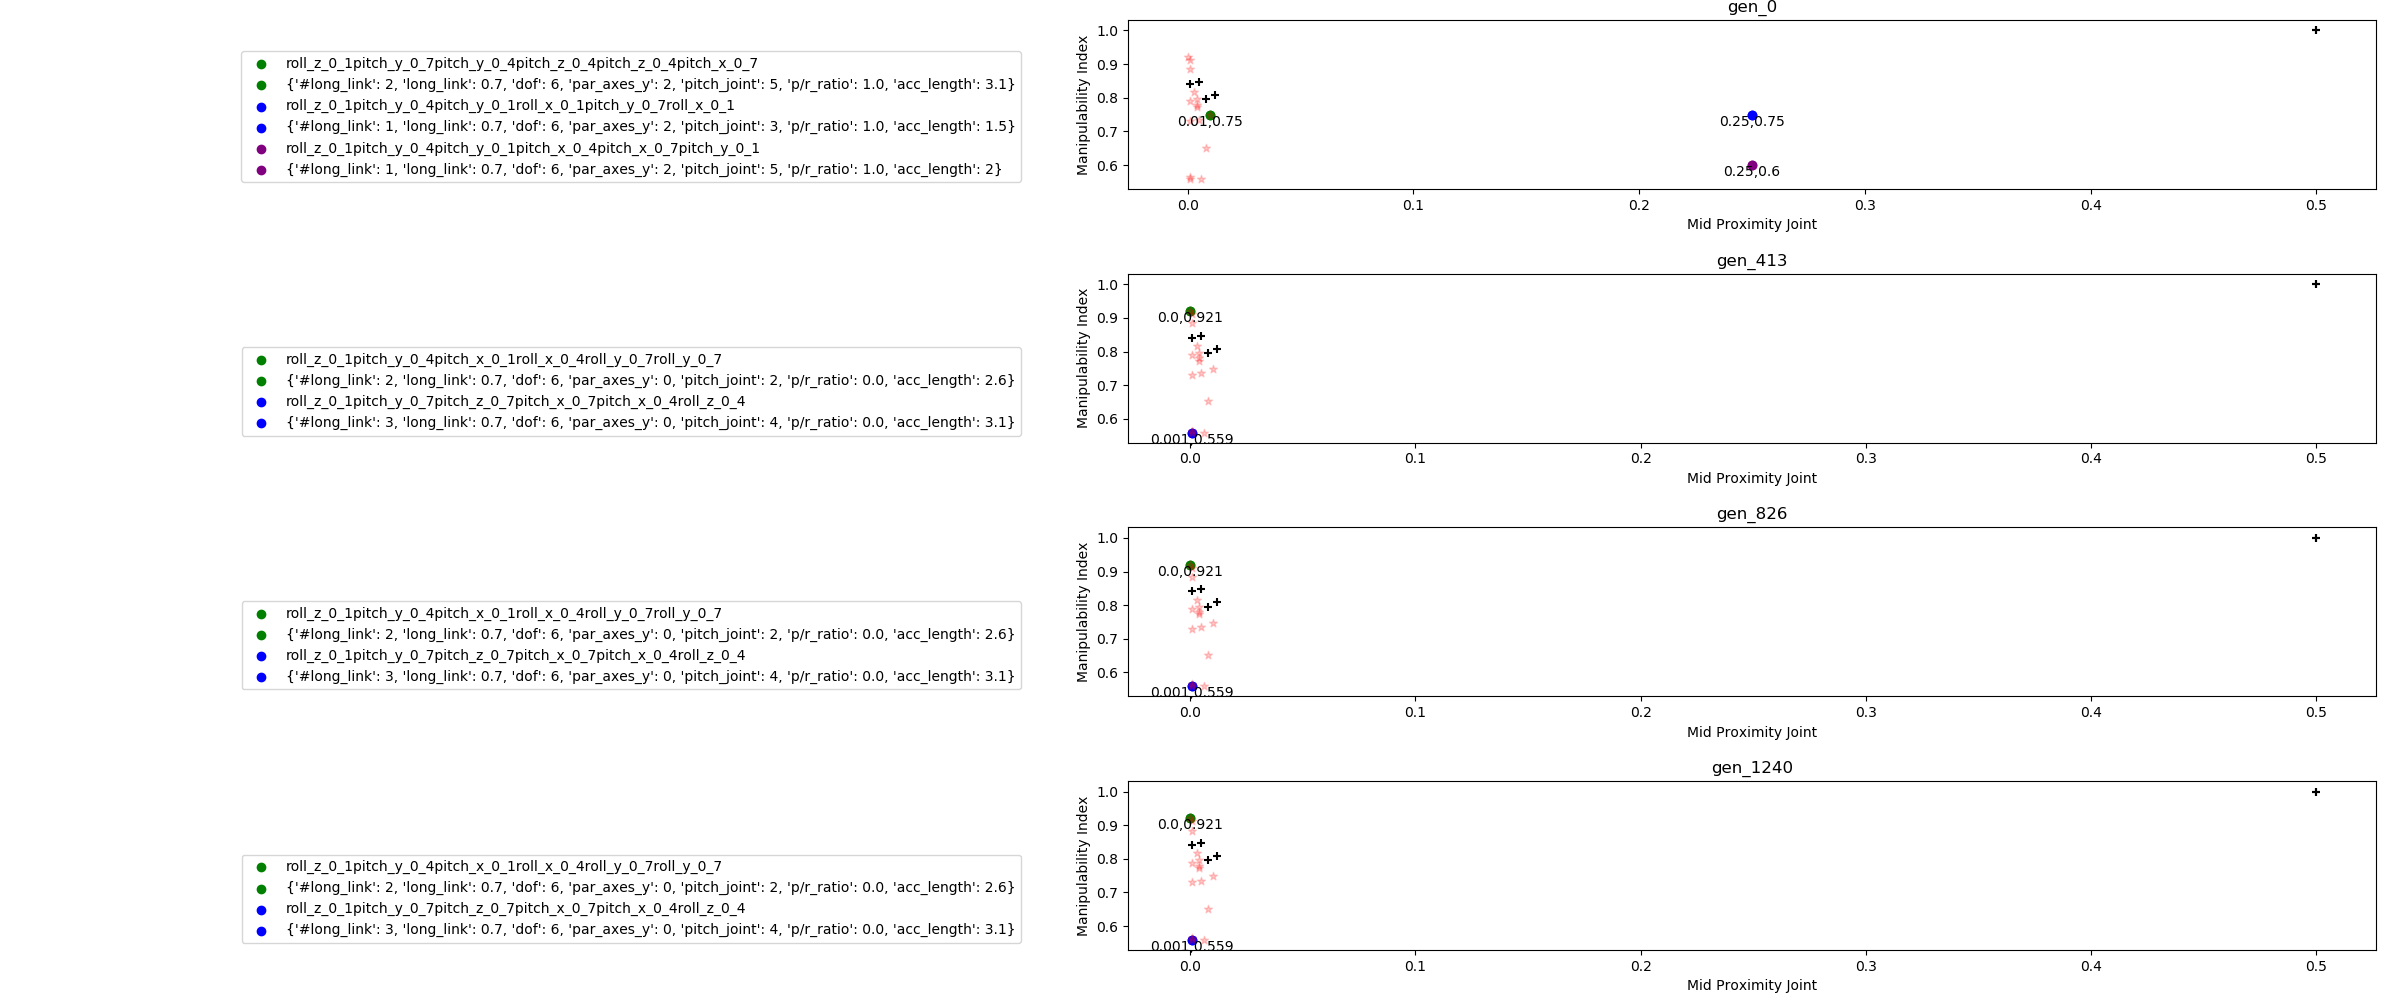 gen_0
roll_z_0_1pitch_y_0_7pitch_y_0_4pitch_z_0_4pitch_z_0_4pitch_x_0_7
{'#long_link': 2, 'long_link': 0.7, 'dof': 6, 'par_axes_y': 2, 'pitch_joint': 5, 'p/r_ratio': 1.0, 'acc_length': 3.1}
roll_z_0_1pitch_y_0_4pitch_y_0_1roll_x_0_1pitch_y_0_7roll_x_0_1
{'#long_link': 1, 'long_link': 0.7, 'dof': 6, 'par_axes_y': 2, 'pitch_joint': 3, 'p/r_ratio': 1.0, 'acc_length': 1.5}
roll_z_0_1pitch_y_0_4pitch_y_0_1pitch_x_0_4pitch_x_0_7pitch_y_0_1
{'#long_link': 1, 'long_link': 0.7, 'dof': 6, 'par_axes_y': 2, 'pitch_joint': 5, 'p/r_ratio': 1.0, 'acc_length': 2}
Manipulability Index
1.0
0.9
0.8
0.7
0.6
0.01,0.75
0.25,0.75
0.25,0.6
0.0 0.1 0.2 0.3 0.4 0.5
Mid Proximity Joint
gen_413
roll_z_0_1pitch_y_0_4pitch_x_0_1roll_x_0_4roll_y_0_7roll_y_0_7
{'#long_link': 2, 'long_link': 0.7, 'dof': 6, 'par_axes_y': 0, 'pitch_joint': 2, 'p/r_ratio': 0.0, 'acc_length': 2.6}
roll_z_0_1pitch_y_0_7pitch_z_0_7pitch_x_0_7pitch_x_0_4roll_z_0_4
{'#long_link': 3, 'long_link': 0.7, 'dof': 6, 'par_axes_y': 0, 'pitch_joint': 4, 'p/r_ratio': 0.0, 'acc_length': 3.1}
Manipulability Index
1.0
0.9
0.8
0.7
0.6
0.0,0.921
0.001,0.559
0.0 0.1 0.2 0.3 0.4 0.5
Mid Proximity Joint
gen_826
roll_z_0_1pitch_y_0_4pitch_x_0_1roll_x_0_4roll_y_0_7roll_y_0_7
{'#long_link': 2, 'long_link': 0.7, 'dof': 6, 'par_axes_y': 0, 'pitch_joint': 2, 'p/r_ratio': 0.0, 'acc_length': 2.6}
roll_z_0_1pitch_y_0_7pitch_z_0_7pitch_x_0_7pitch_x_0_4roll_z_0_4
{'#long_link': 3, 'long_link': 0.7, 'dof': 6, 'par_axes_y': 0, 'pitch_joint': 4, 'p/r_ratio': 0.0, 'acc_length': 3.1}
Manipulability Index
1.0
0.9
0.8
0.7
0.6
0.0,0.921
0.001,0.559
0.0 0.1 0.2 0.3 0.4 0.5
Mid Proximity Joint
gen_1240
roll_z_0_1pitch_y_0_4pitch_x_0_1roll_x_0_4roll_y_0_7roll_y_0_7
{'#long_link': 2, 'long_link': 0.7, 'dof': 6, 'par_axes_y': 0, 'pitch_joint': 2, 'p/r_ratio': 0.0, 'acc_length': 2.6}
roll_z_0_1pitch_y_0_7pitch_z_0_7pitch_x_0_7pitch_x_0_4roll_z_0_4
{'#long_link': 3, 'long_link': 0.7, 'dof': 6, 'par_axes_y': 0, 'pitch_joint': 4, 'p/r_ratio': 0.0, 'acc_length': 3.1}
Manipulability Index
1.0
0.9
0.8
0.7
0.6
0.0,0.921
0.001,0.559
0.0 0.1 0.2 0.3 0.4 0.5
Mid Proximity Joint